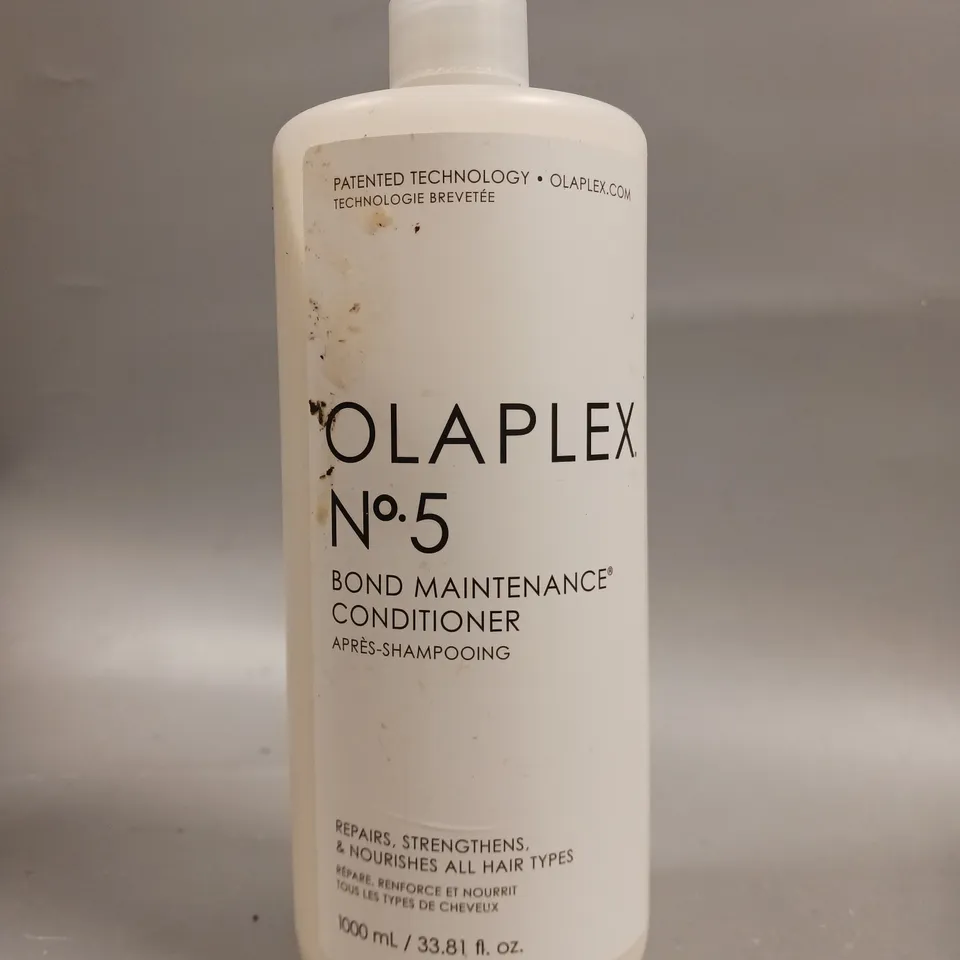 PATENTED TECHNOLOGY • OLAPLEX.COM
TECHNOLOGIE BREVETÉE
OLAPLEX.
Nº.5
BOND MAINTENANCE®
CONDITIONER
APRÈS-SHAMPOOING
REPAIRS, STRENGTHENS,
& NOURISHES ALL HAIR TYPES
RÉPARE, RENFORCE ET NOURRIT
TOUS LES TYPES DE CHEVEUX
1000 mL / 33.81 fl. oz.